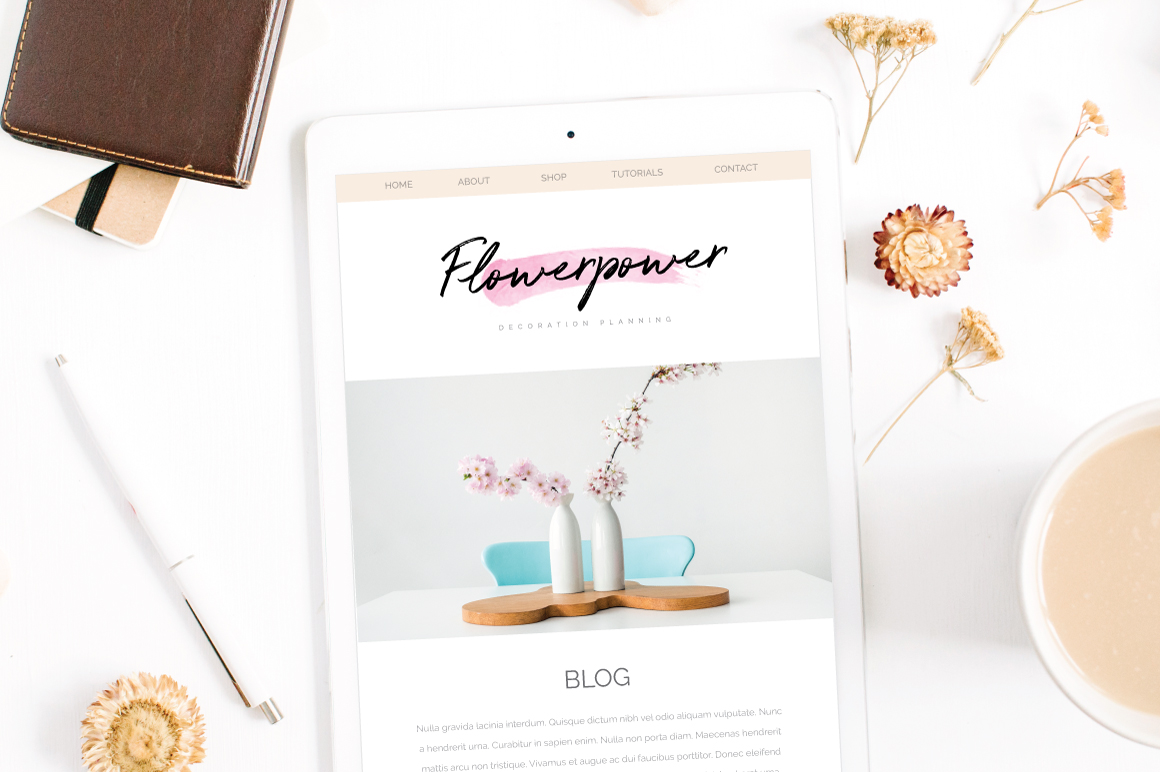 HOME ABOUT SHOP TUTORIALS CONTACT
Flowerpower
DECORATION PLANNING
BLOG
Nulla gravida lacinia interdum. Quisque dictum nibh vel odio aliquam vulputate. Nunc
a hendrerit urna. Curabitur in sapien enim. Nulla non porta diam. Maecenas hendrerit
mattis arcu non tristique. Vivamus et augue ac dui faucibus porttitor. Donec eleifend